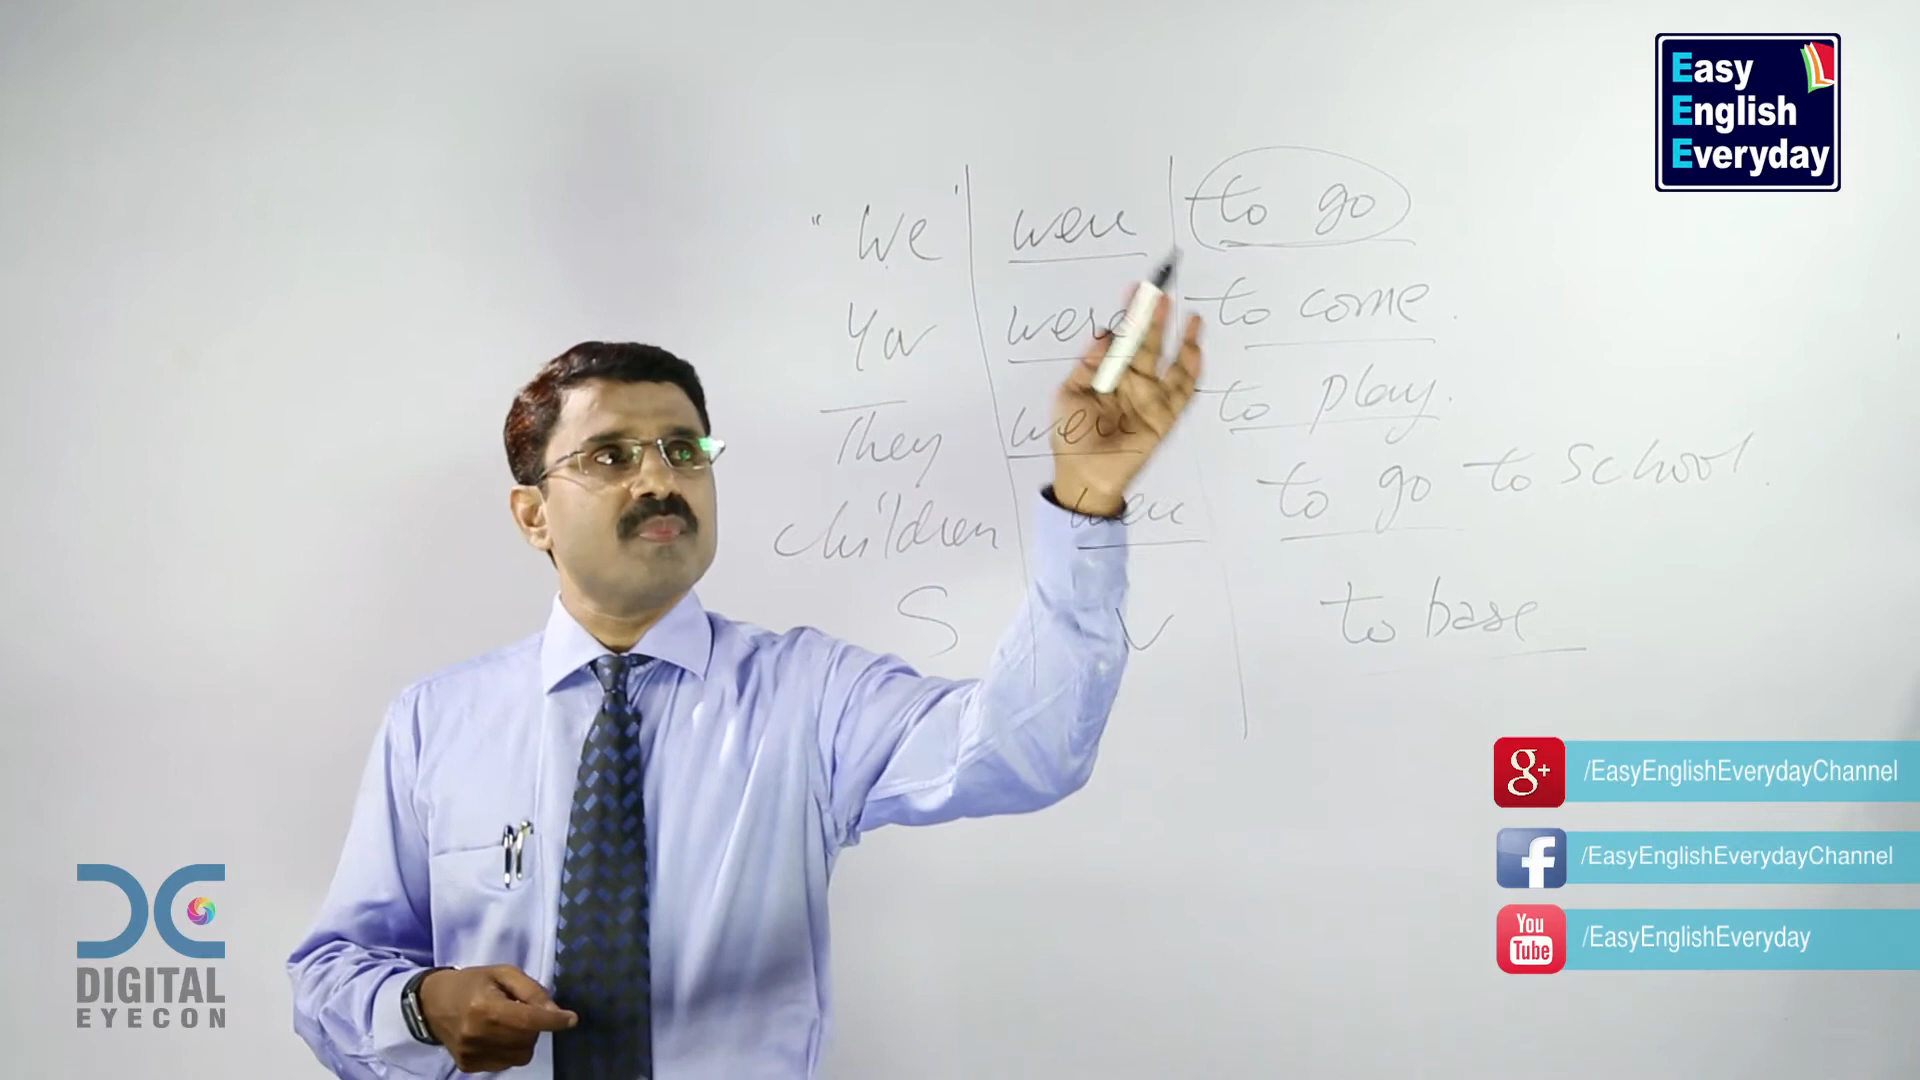 Easy
English
Everyday
"We" were to go
You were to come.
They were to play.
children were to go to school.
S V to base
g+ /EasyEnglishEverydayChannel
f /EasyEnglishEverydayChannel
You Tube /EasyEnglishEveryday
DC
DIGITAL
EYECON